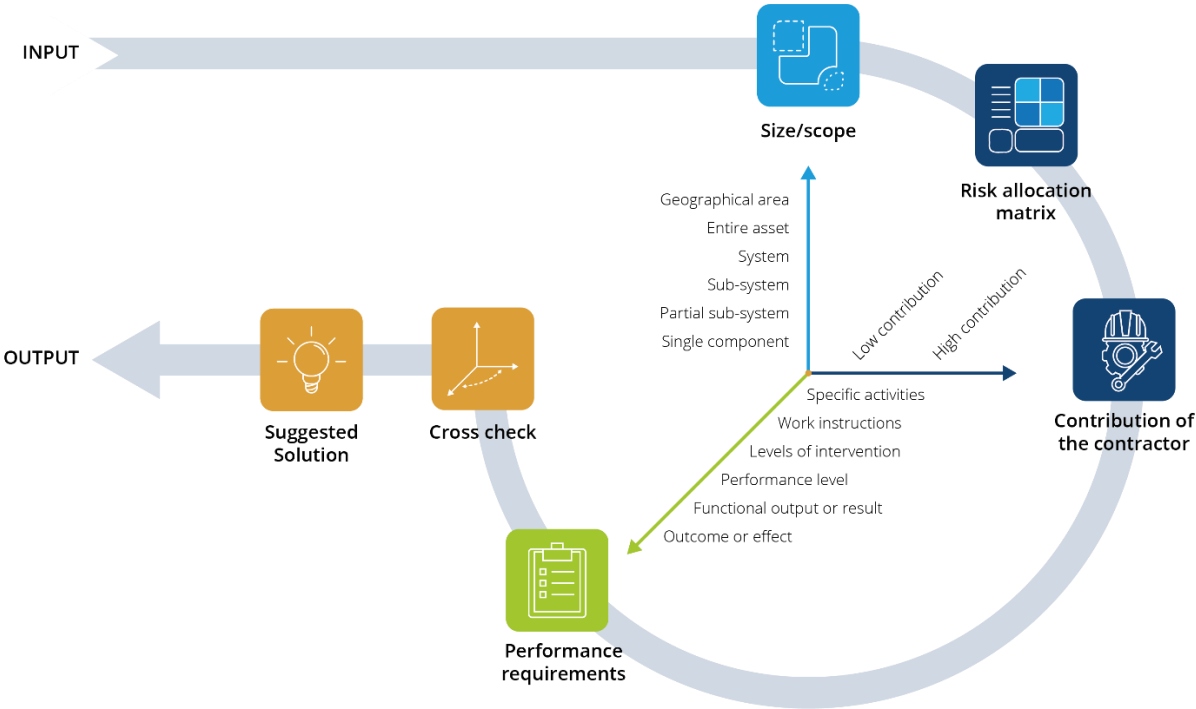 INPUT
Size/scope
Risk allocation
matrix
Geographical area
Entire asset
System
Sub-system
Partial sub-system
Single component
Low contribution
High contribution
Contribution of
the contractor
Specific activities
Work instructions
Levels of intervention
Performance level
Functional output or result
Outcome or effect
Performance
requirements
Cross check
Suggested
Solution
OUTPUT